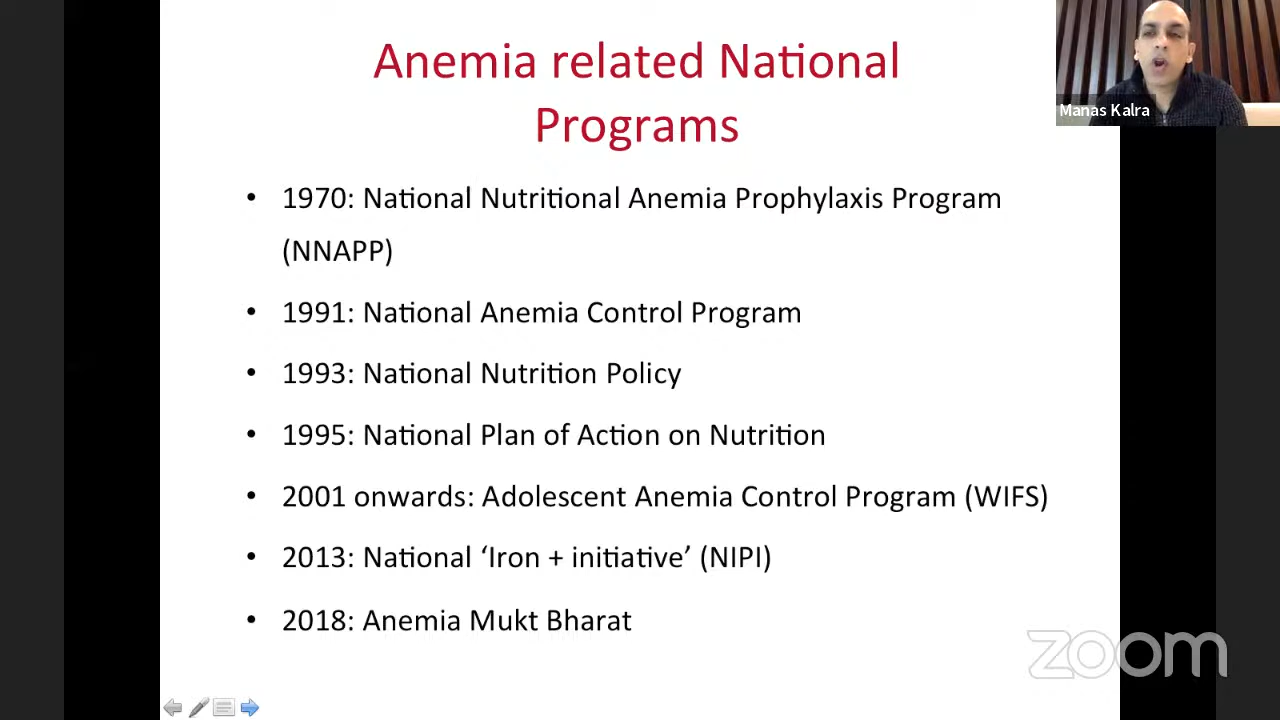 Anemia related National
Programs
Manas Kalra
• 1970: National Nutritional Anemia Prophylaxis Program
(NNAPP)
• 1991: National Anemia Control Program
• 1993: National Nutrition Policy
• 1995: National Plan of Action on Nutrition
• 2001 onwards: Adolescent Anemia Control Program (WIFS)
• 2013: National ‘Iron + initiative’ (NIPI)
• 2018: Anemia Mukt Bharat
zoom